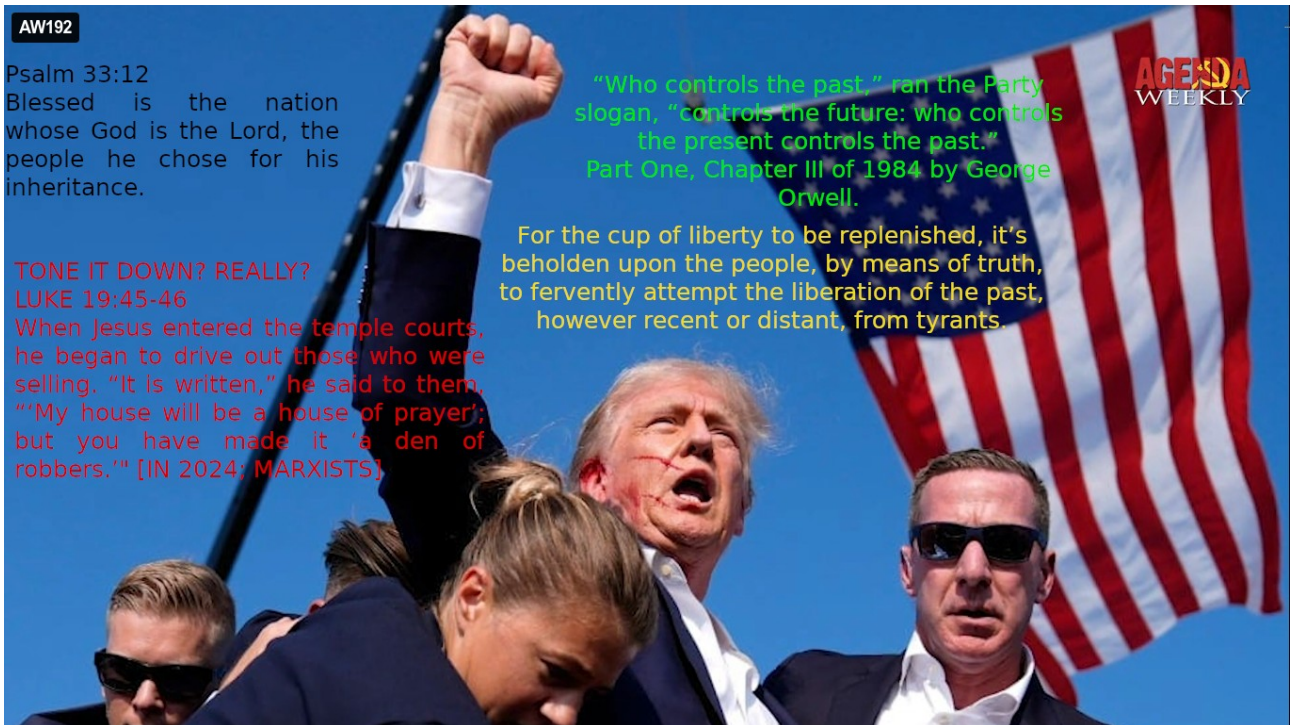 AW192
Psalm 33:12
Blessed is the nation
whose God is the Lord, the
people he chose for his
inheritance.
“Who controls the past,” ran the Party
slogan, “controls the future: who controls
the present controls the past.”
Part One, Chapter III of 1984 by George
Orwell.
AGENDA
WEEKLY
For the cup of liberty to be replenished, it’s
beholden upon the people, by means of truth,
to fervently attempt the liberation of the past,
however recent or distant, from tyrants.
TONE IT DOWN? REALLY?
LUKE 19:45-46
When Jesus entered the temple courts,
he began to drive out those who were
selling. “It is written,” he said to them,
“‘My house will be a house of prayer’;
but you have made it ‘a den of
robbers.’" [IN 2024; MARXISTS]